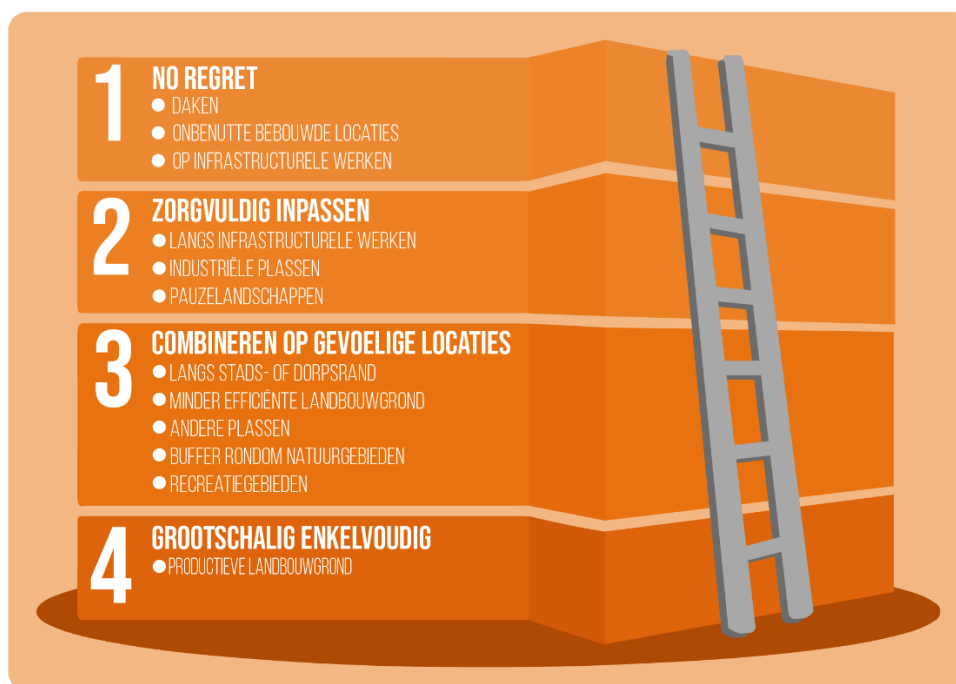 1
NO REGRET
DAKEN
ONBENUTTE BEBOUWDE LOCATIES
OP INFRASTRUCTURELE WERKEN
2
ZORGVULDIG INPASSEN
LANGS INFRASTRUCTURELE WERKEN
INDUSTRIËLE PLASSEN
PAUZELANDSCHAPPEN
3
COMBINEREN OP GEVOELIGE LOCATIES
LANGS STADS- OF DORPSRAND
MINDER EFFICIËNTE LANDBOUWGROND
ANDERE PLASSEN
BUFFER RONDOM NATUURGEBIEDEN
RECREATIEGEBIEDEN
4
GROOTSCHALIG ENKELVOUDIG
PRODUCTIEVE LANDBOUWGROND